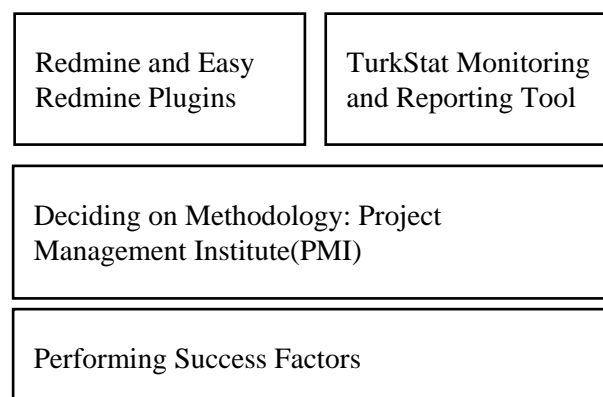 Redmine and Easy
Redmine Plugins
TurkStat Monitoring
and Reporting Tool
Deciding on Methodology: Project
Management Institute(PMI)
Performing Success Factors